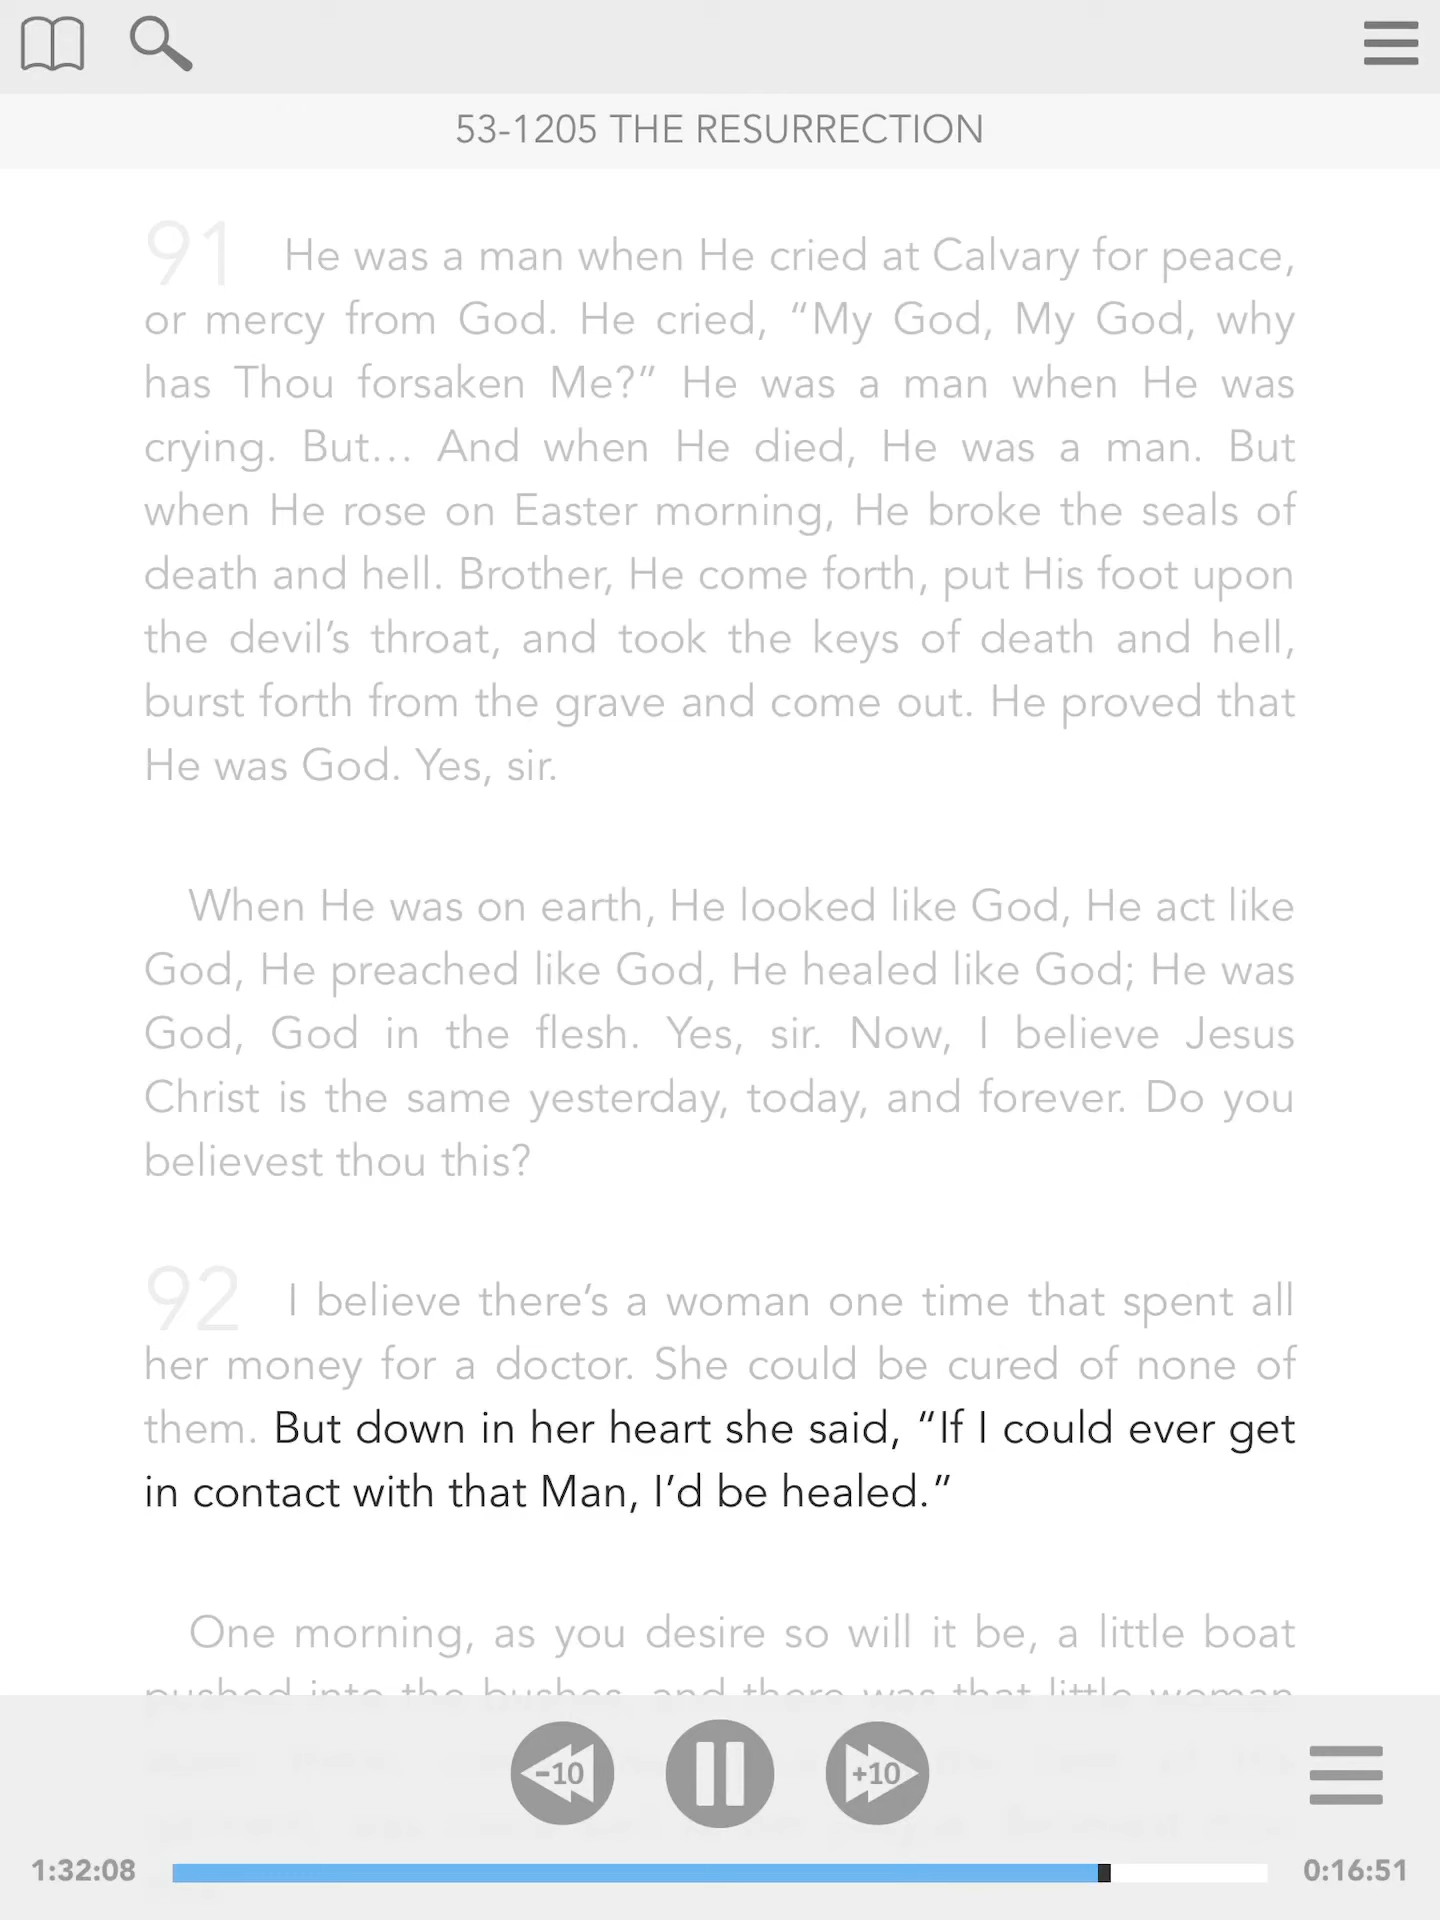 53-1205 THE RESURRECTION
91 He was a man when He cried at Calvary for peace,
or mercy from God. He cried, “My God, My God, why
has Thou forsaken Me?” He was a man when He was
crying. But… And when He died, He was a man. But
when He rose on Easter morning, He broke the seals of
death and hell. Brother, He come forth, put His foot upon
the devil’s throat, and took the keys of death and hell,
burst forth from the grave and come out. He proved that
He was God. Yes, sir.
When He was on earth, He looked like God, He act like
God, He preached like God, He healed like God; He was
God, God in the flesh. Yes, sir. Now, I believe Jesus
Christ is the same yesterday, today, and forever. Do you
believest thou this?
92 I believe there’s a woman one time that spent all
her money for a doctor. She could be cured of none of
them. But down in her heart she said, “If I could ever get
in contact with that Man, I’d be healed.”
One morning, as you desire so will it be, a little boat
pushed into the bushes, and there was that little woman
-10 +10
1:32:08 0:16:51